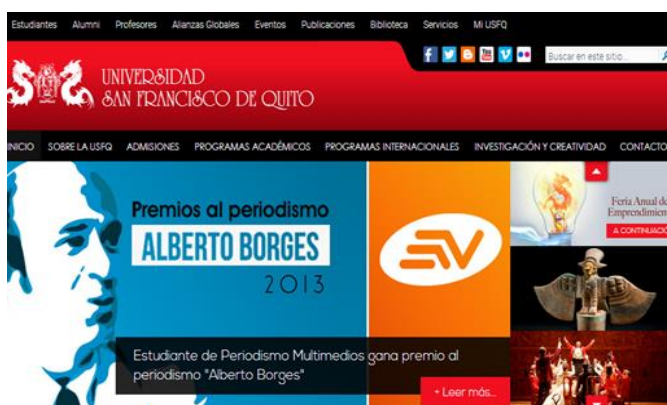 Estudiantes Alumni Profesores Alianzas Globales Eventos Publicaciones Biblioteca Servicios Mi USFQ
Buscar en este sitio...
UNIVERSIDAD
SAN FRANCISCO DE QUITO
INICIO SOBRE LA USFQ ADMISIONES PROGRAMAS ACADÉMICOS PROGRAMAS INTERNACIONALES INVESTIGACIÓN Y CREATIVIDAD CONTACTO
Premios al periodismo
ALBERTO BORGES
2013
Feria Anual de
Emprendimien
A CONTINUACIÓ
Estudiante de Periodismo Multimedios gana premio al
periodismo "Alberto Borges"
+ Leer más...